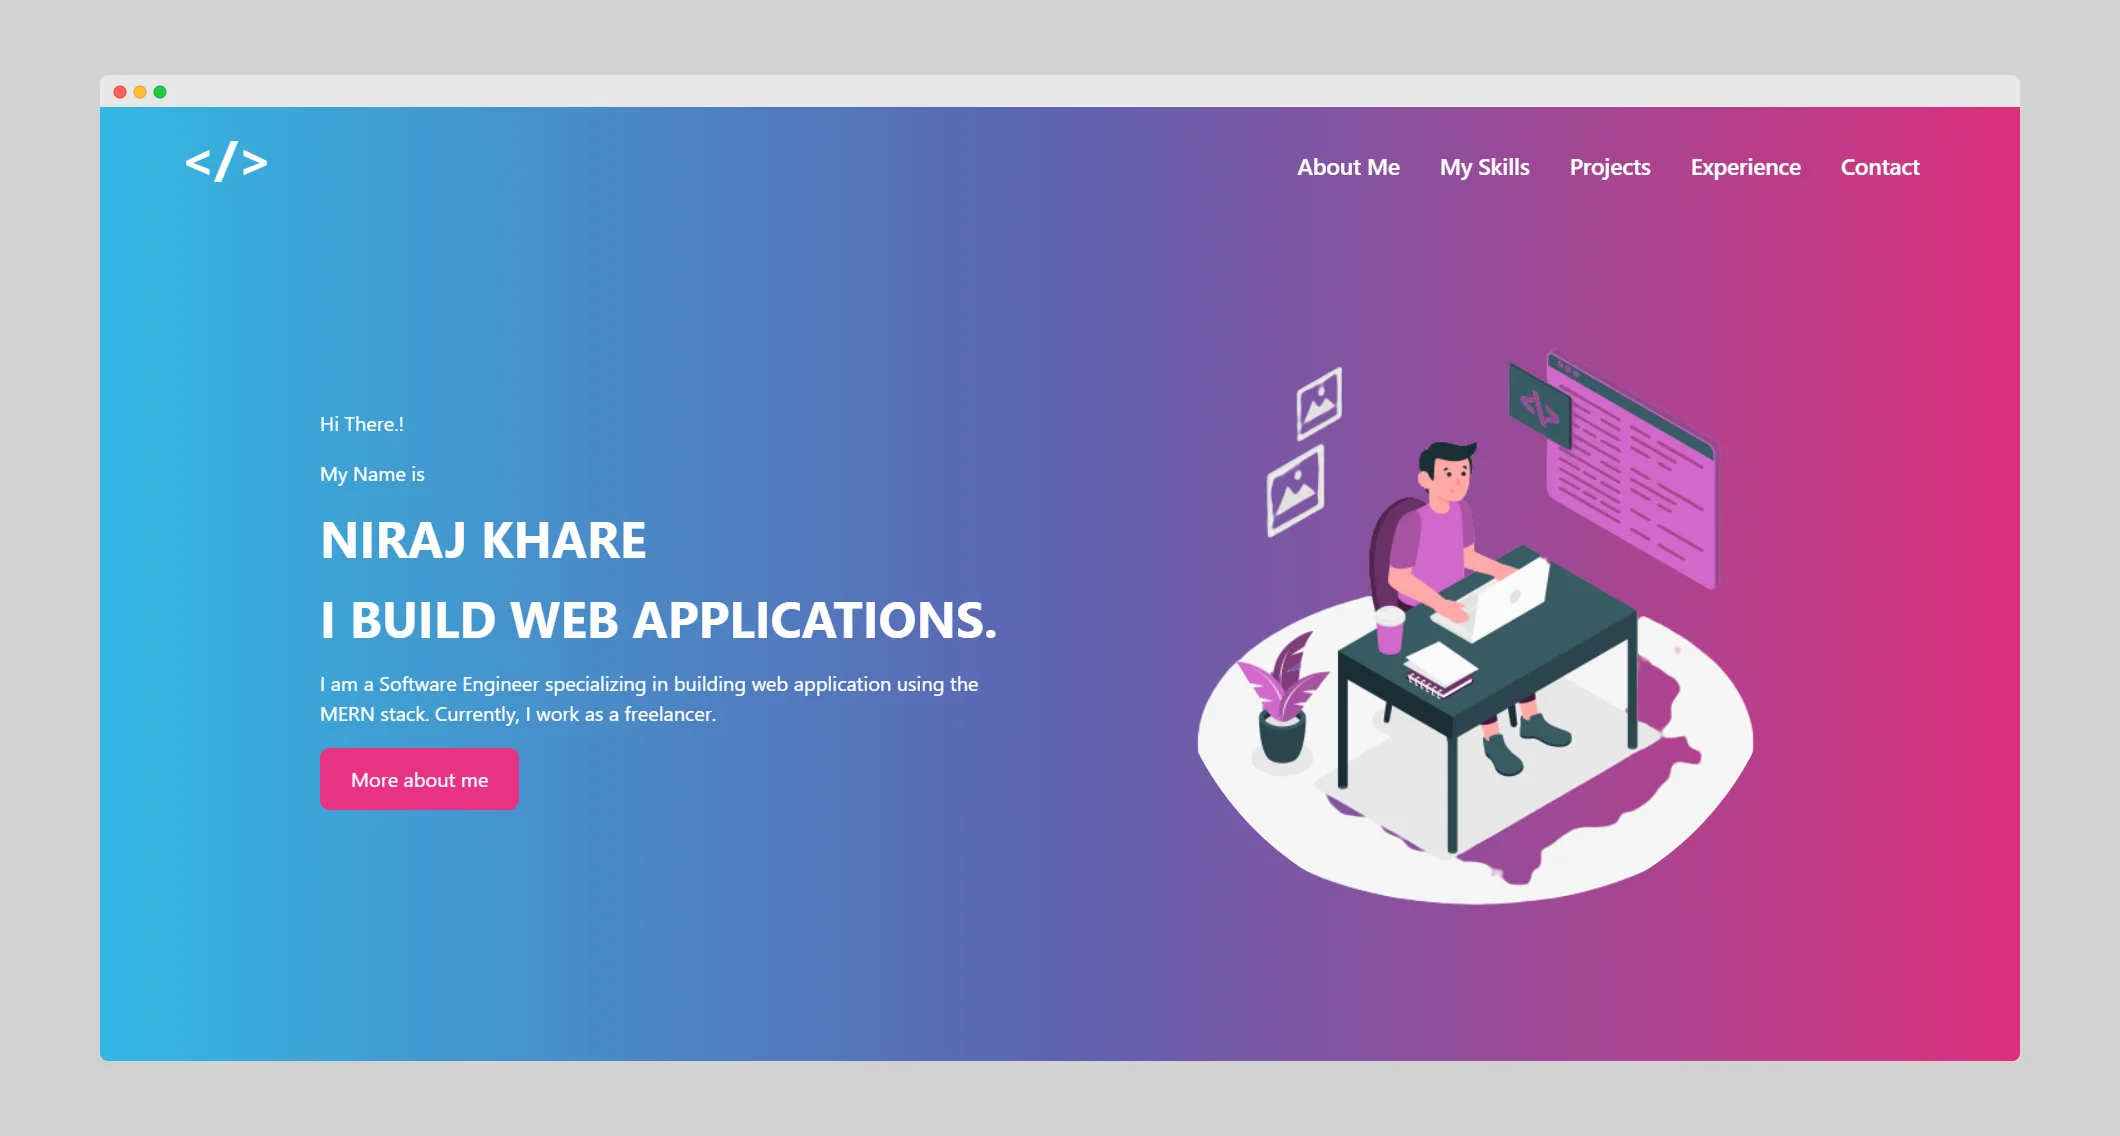 </>
About Me My Skills Projects Experience Contact
Hi There.!
My Name is
NIRAJ KHARE
I BUILD WEB APPLICATIONS.
I am a Software Engineer specializing in building web application using the
MERN stack. Currently, I work as a freelancer.
More about me